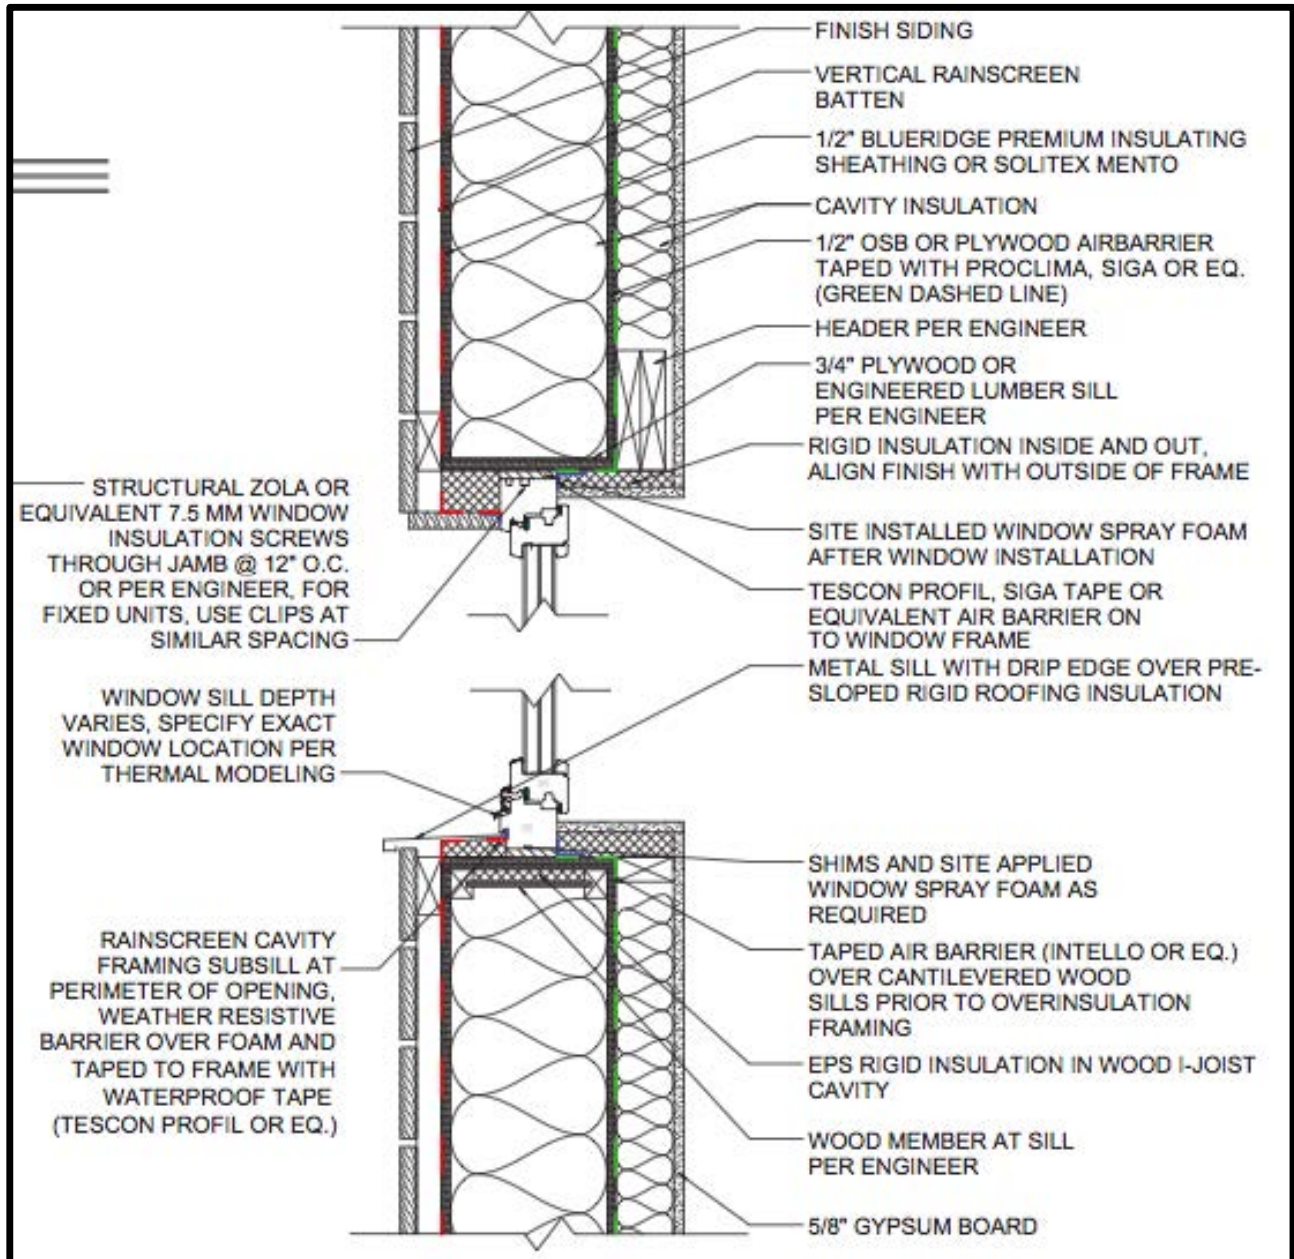 FINISH SIDING
VERTICAL RAINSCREEN
BATTEN
1/2" BLUERIDGE PREMIUM INSULATING
SHEATHING OR SOLITEX MENTO
CAVITY INSULATION
1/2" OSB OR PLYWOOD AIRBARRIER
TAPED WITH PROCLIMA, SIGA OR EQ.
(GREEN DASHED LINE)
HEADER PER ENGINEER
3/4" PLYWOOD OR
ENGINEERED LUMBER SILL
PER ENGINEER
RIGID INSULATION INSIDE AND OUT,
ALIGN FINISH WITH OUTSIDE OF FRAME
SITE INSTALLED WINDOW SPRAY FOAM
AFTER WINDOW INSTALLATION
TESCON PROFIL, SIGA TAPE OR
EQUIVALENT AIR BARRIER ON
TO WINDOW FRAME
METAL SILL WITH DRIP EDGE OVER PRE-
SLOPED RIGID ROOFING INSULATION
SHIMS AND SITE APPLIED
WINDOW SPRAY FOAM AS
REQUIRED
TAPED AIR BARRIER (INTELLO OR EQ.)
OVER CANTILEVERED WOOD
SILLS PRIOR TO OVERINSULATION
FRAMING
EPS RIGID INSULATION IN WOOD I-JOIST
CAVITY
WOOD MEMBER AT SILL
PER ENGINEER
5/8" GYPSUM BOARD
STRUCTURAL ZOLA OR
EQUIVALENT 7.5 MM WINDOW
INSULATION SCREWS
THROUGH JAMB @ 12" O.C.
OR PER ENGINEER, FOR
FIXED UNITS, USE CLIPS AT
SIMILAR SPACING
WINDOW SILL DEPTH
VARIES, SPECIFY EXACT
WINDOW LOCATION PER
THERMAL MODELING
RAINSCREEN CAVITY
FRAMING SUBSILL AT
PERIMETER OF OPENING,
WEATHER RESISTIVE
BARRIER OVER FOAM AND
TAPED TO FRAME WITH
WATERPROOF TAPE
(TESCON PROFIL OR EQ.)